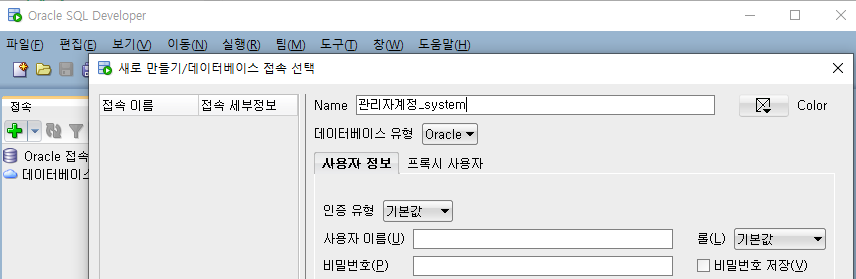 Oracle SQL Developer
파일(F) 편집(E) 보기(V) 이동(N) 실행(R) 팀(M) 도구(T) 창(W) 도움말(H)
새로 만들기/데이터베이스 접속 선택
접속
Oracle 접속
데이터베이스
접속 이름 접속 세부정보
Name 관리자계정_system Color
데이터베이스 유형 Oracle
사용자 정보 프록시 사용자
인증 유형 기본값
사용자 이름(U) 롤(L) 기본값
비밀번호(P) 비밀번호 저장(V)